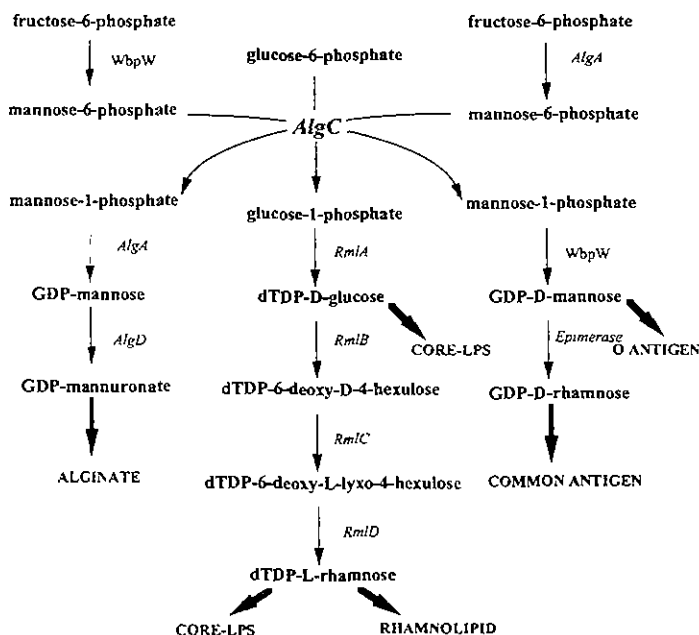 fructose-6-phosphate
WbpW
mannose-6-phosphate
glucose-6-phosphate
fructose-6-phosphate
AlgA
mannose-6-phosphate
AlgC
mannose-1-phosphate
AlgA
GDP-mannose
AlgD
GDP-mannuronate
ALGINATE
glucose-1-phosphate
RmlA
dTDP-D-glucose
CORE-LPS
RmlB
dTDP-6-deoxy-D-4-hexulose
RmlC
dTDP-6-deoxy-L-lyxo-4-hexulose
RmlD
dTDP-L-rhamnose
CORE-LPS
RHAMNOLIPID
mannose-1-phosphate
WbpW
GDP-D-mannose
O ANTIGEN
Epimerase
GDP-D-rhamnose
COMMON ANTIGEN